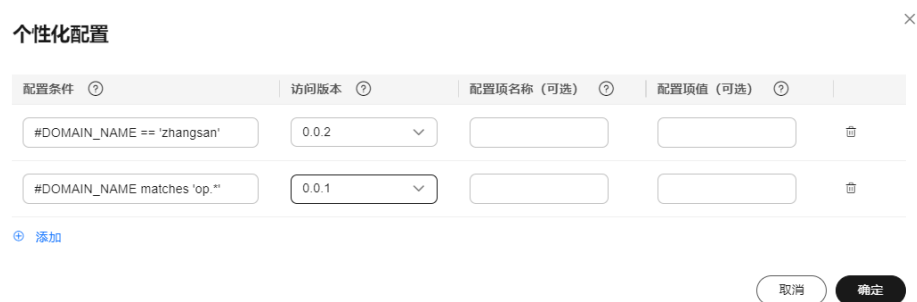 个性化配置
配置条件 访问版本 配置项名称（可选） 配置项值（可选）
#DOMAIN_NAME == 'zhangsan' 0.0.2
#DOMAIN_NAME matches 'op.*' 0.0.1
添加
取消 确定